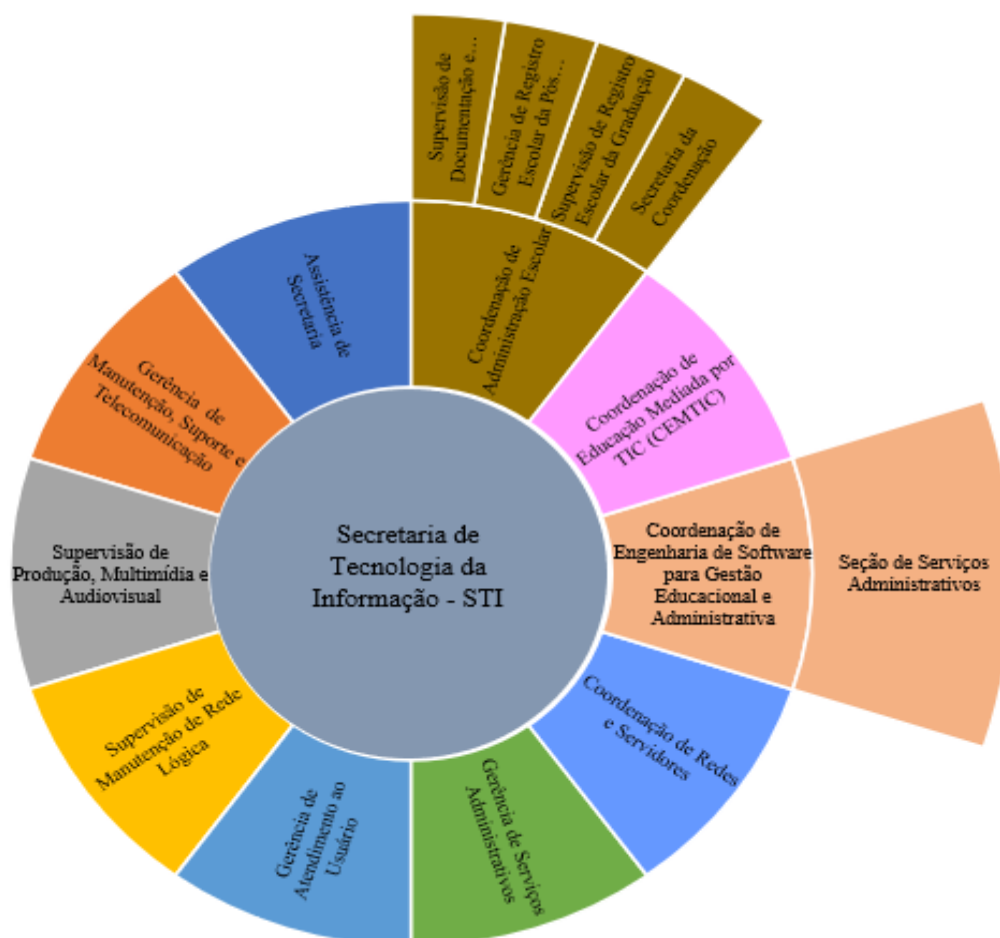 Supervisão de
Documentação e...
Gerência de Registro
Escolar da Pós...
Supervisão de Registro
Escolar da Graduação
Secretaria da
Coordenação
Coordenação de
Administração Escolar
Coordenação de
Educação Mediada por
TIC (CEMTIC)
Coordenação de
Engenharia de Software
para Gestão
Educacional e
Administrativa
Seção de Serviços
Administrativos
Coordenação de Redes
e Servidores
Gerência de Serviços
Administrativos
Gerência de
Atendimento ao
Usuário
Supervisão de
Manutenção de Rede
Lógica
Supervisão de
Produção, Multimídia e
Audiovisual
Gerência de
Manutenção, Suporte e
Telecomunicação
Assistência de
Secretaria
Secretaria de
Tecnologia da
Informação - STI